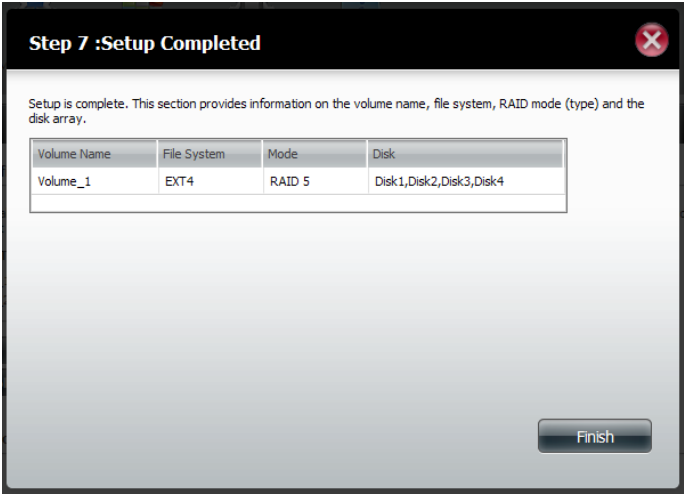 Step 7 :Setup Completed
Setup is complete. This section provides information on the volume name, file system, RAID mode (type) and the
disk array.
Volume Name File System Mode Disk
Volume_1 EXT4 RAID 5 Disk1,Disk2,Disk3,Disk4
Finish